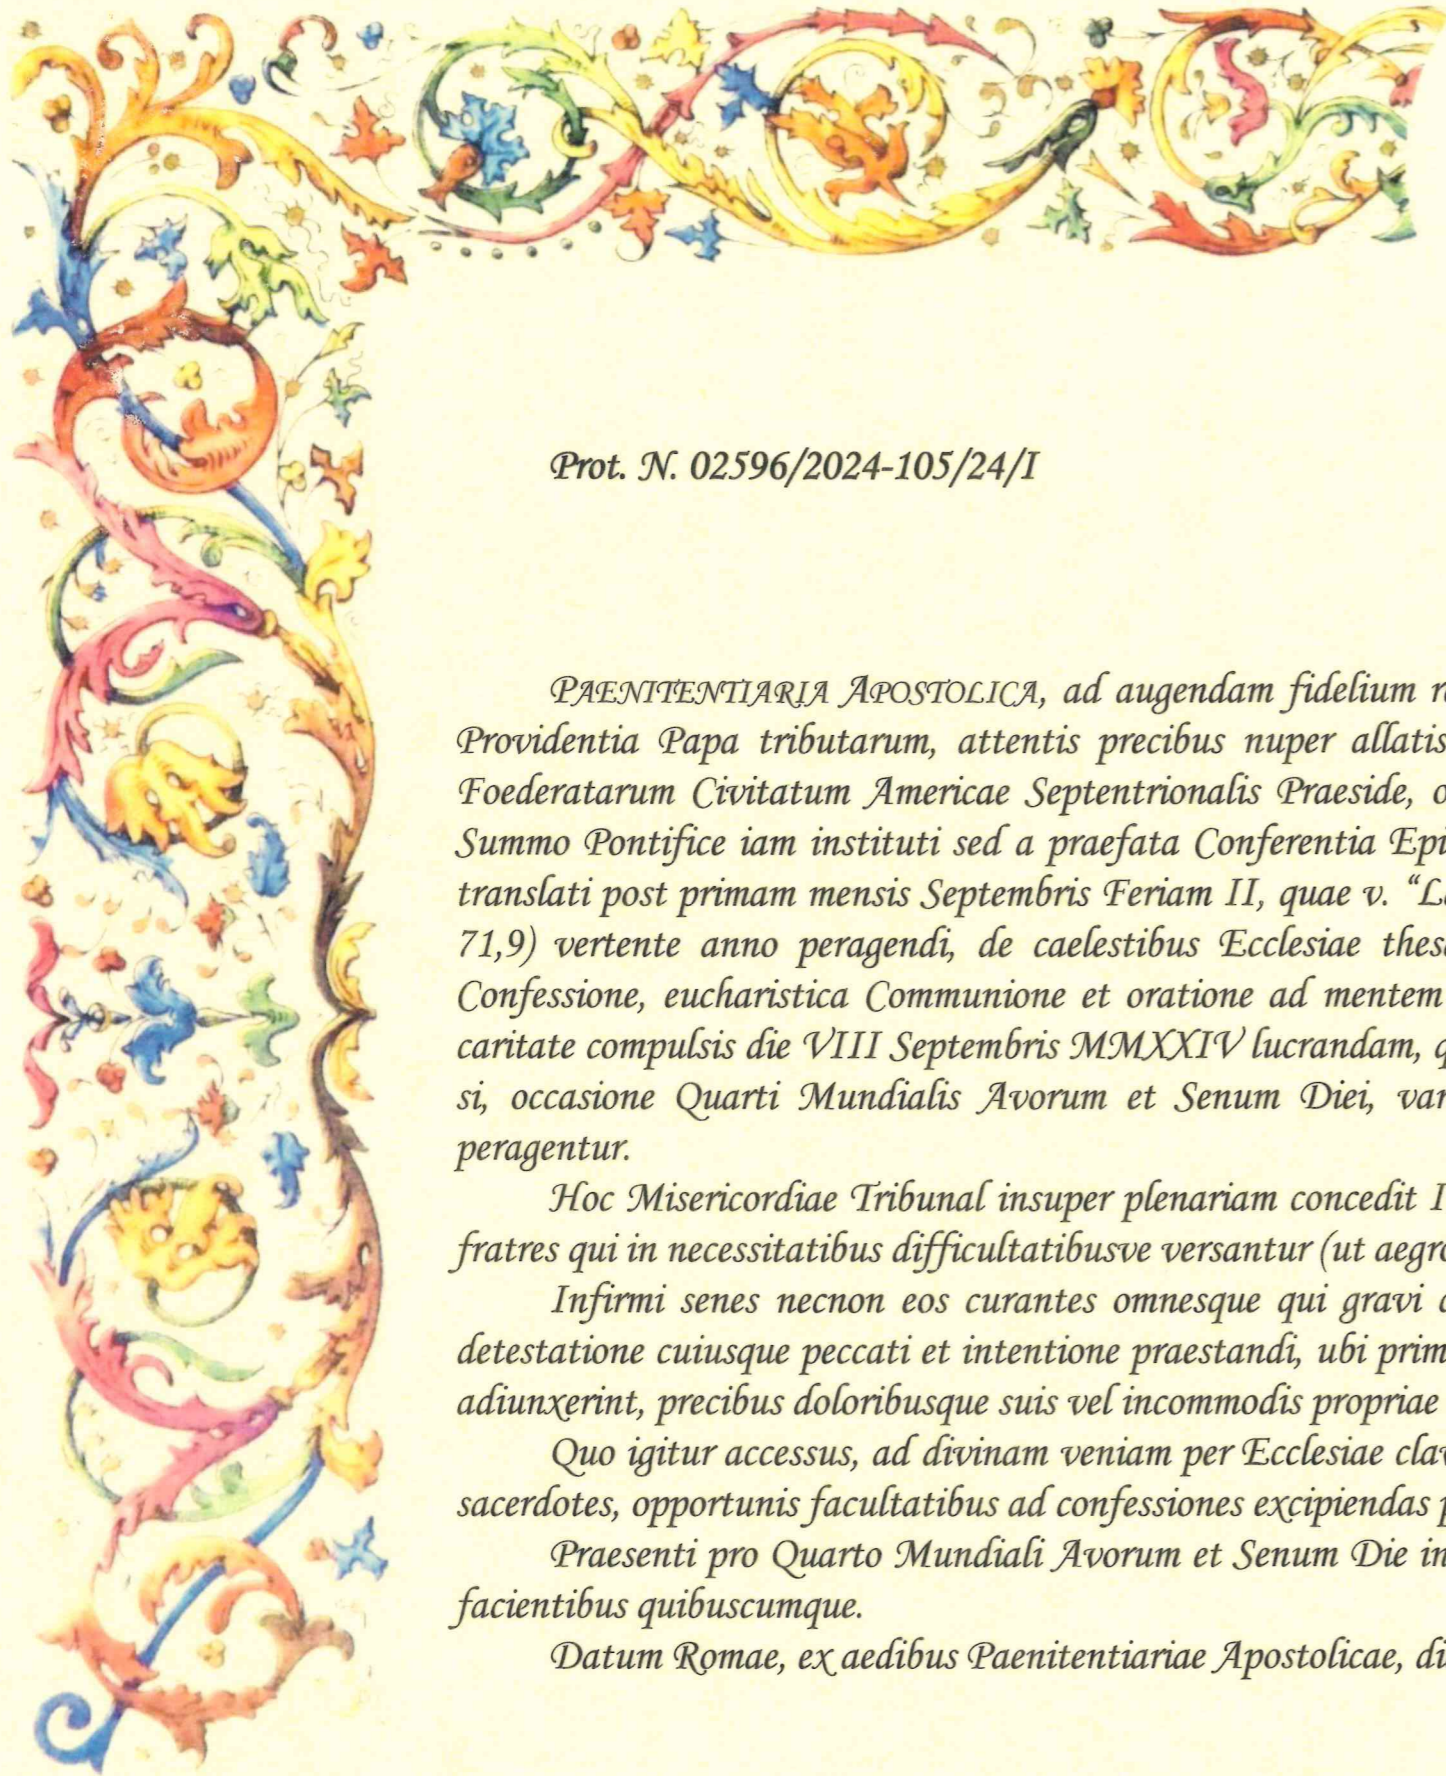 Prot. N. 02596/2024-105/24/I
PAENITENTIARIA APOSTOLICA, ad augendam fidelium
Providentia Papa tributarum, attentis precibus nuper allatis
Foederatarum Civitatum Americae Septentrionalis Praeside,
Summo Pontifice iam instituti sed a praefata Conferentia Epi
translati post primam mensis Septembris Feriam II, quae v. “L
71,9) vertente anno peragendi, de caelestibus Ecclesiae thes
Confessione, eucharistica Communione et oratione ad mentem
caritate compulsis die VIII Septembris MMXXIV lucrandam,
si, occasione Quarti Mundialis Avorum et Senum Diei, var
peragentur.
Hoc Misericordiae Tribunal insuper plenariam concedit I
fratres qui in necessitatibus difficultatibusve versantur (ut aegro
Infirmi senes necnon eos curantes omnesque qui gravi
detestatione cuiusque peccati et intentione praestandi, ubi prim
adiunxerint, precibus doloribusque suis vel incommodis propriae
Quo igitur accessus, ad divinam veniam per Ecclesiae clav
sacerdotes, opportunis facultatibus ad confessiones excipiendas
Praesenti pro Quarto Mundiali Avorum et Senum Die in
facientibus quibuscumque.
Datum Romae, ex aedibus Paenitentiariae Apostolicae, di